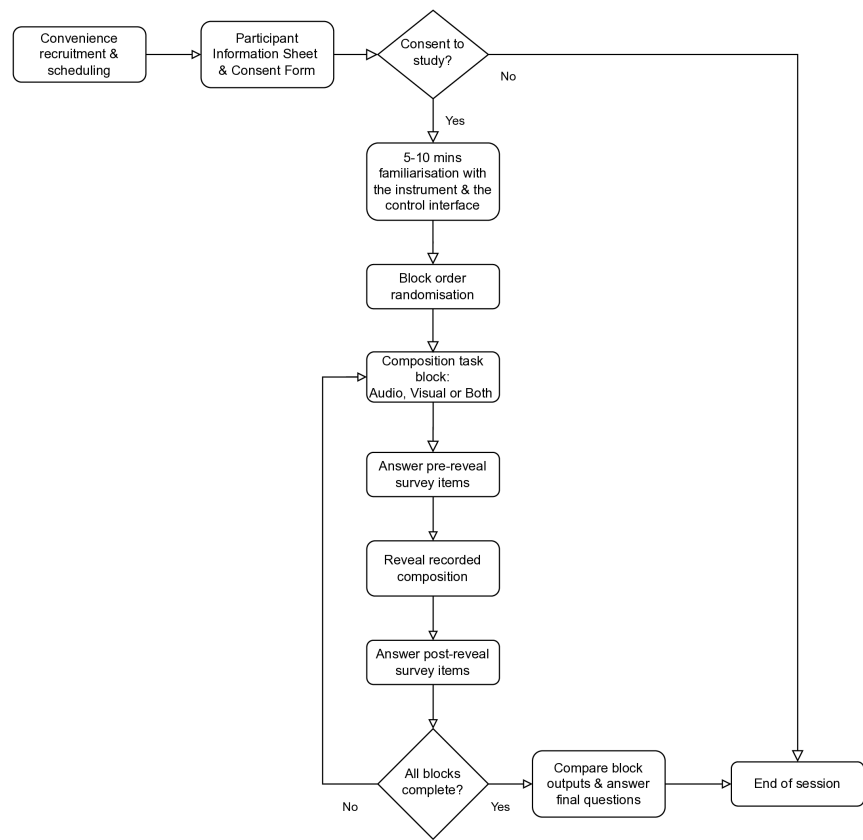 Convenience
recruitment &
scheduling
Participant
Information Sheet
& Consent Form
Consent to
study?
No
Yes
5-10 mins
familiarisation with
the instrument & the
control interface
Block order
randomisation
Composition task
block:
Audio, Visual or Both
Answer pre-reveal
survey items
Reveal recorded
composition
Answer post-reveal
survey items
All blocks
complete?
No
Yes
Compare block
outputs & answer
final questions
End of session